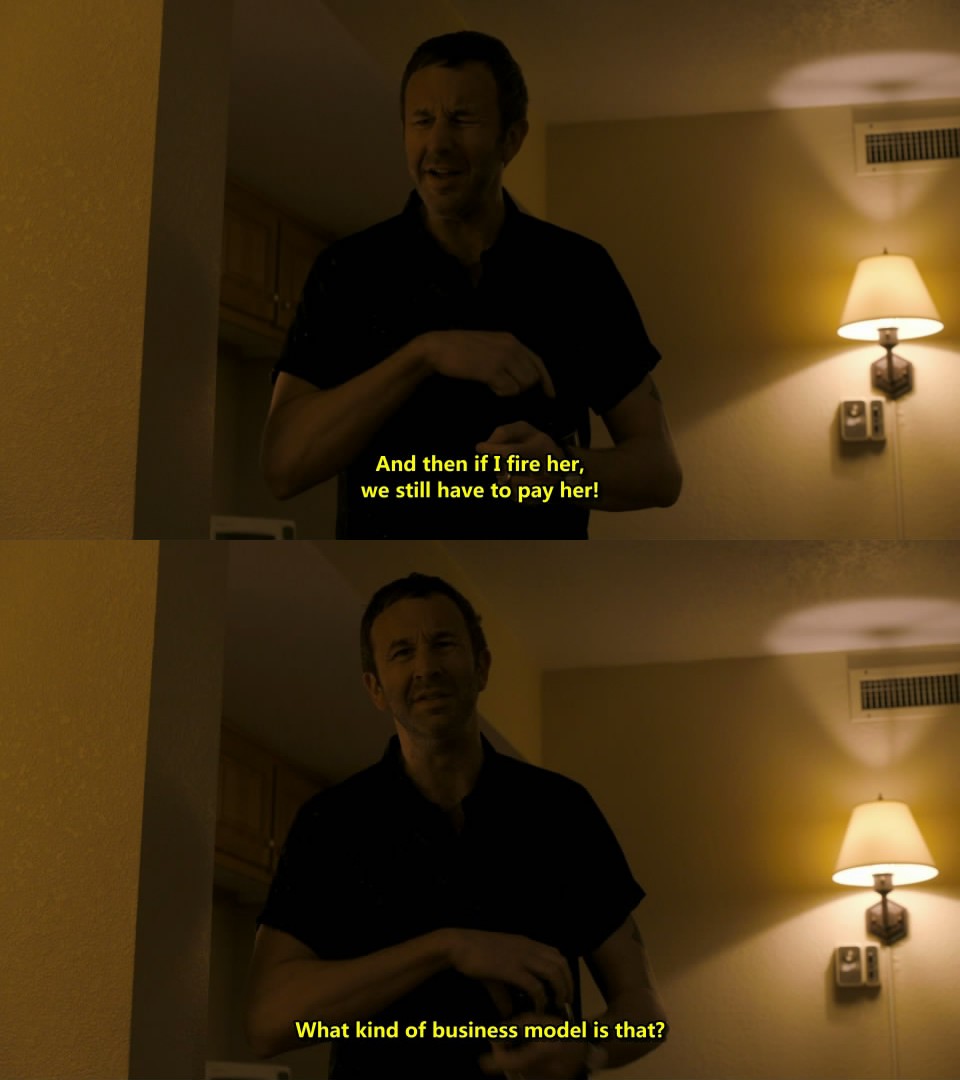 And then if I fire her,
we still have to pay her!
What kind of business model is that?